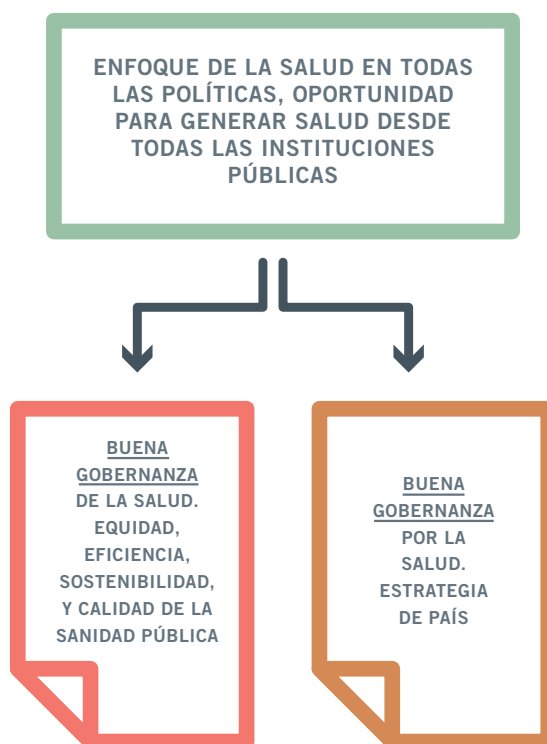 ENFOQUE DE LA SALUD EN TODAS
LAS POLÍTICAS, OPORTUNIDAD
PARA GENERAR SALUD DESDE
TODAS LAS INSTITUCIONES
PÚBLICAS
BUENA
GOBERNANZA
DE LA SALUD.
EQUIDAD,
EFICIENCIA,
SOSTENIBILIDAD,
Y CALIDAD DE LA
SANIDAD PÚBLICA
BUENA
GOBERNANZA
POR LA
SALUD.
ESTRATEGIA
DE PAÍS